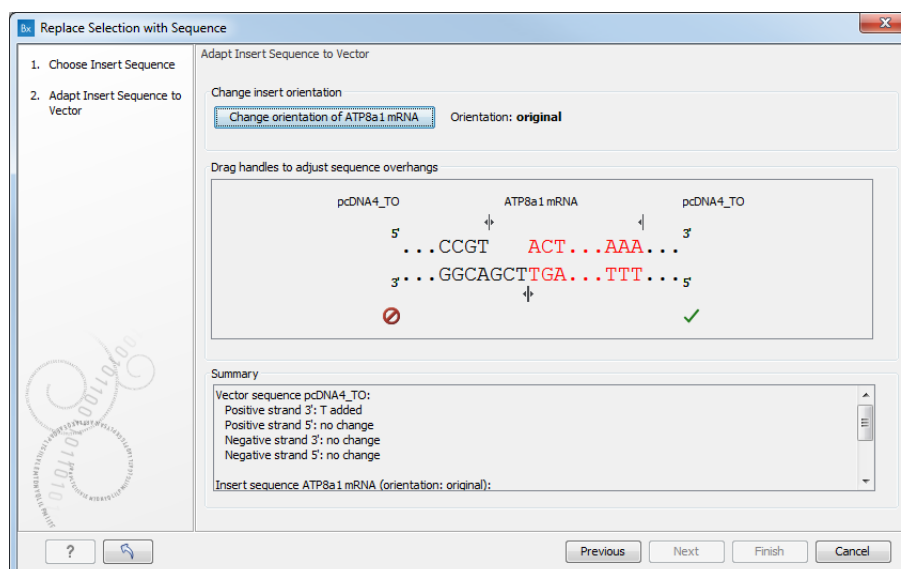 Bx Replace Selection with Sequence
1. Choose Insert Sequence
2. Adapt Insert Sequence to
Vector
Adapt Insert Sequence to Vector
Change insert orientation
Change orientation of ATP8a1 mRNA Orientation: original
Drag handles to adjust sequence overhangs
pcDNA4_TO ATP8a1 mRNA pcDNA4_TO
5' 3'
...CCGT ACT...AAA...
3' ...GGCAGCTTGA...TTT... 5'
Summary
Vector sequence pcDNA4_TO:
Positive strand 3': T added
Positive strand 5': no change
Negative strand 3': no change
Negative strand 5': no change
Insert sequence ATP8a1 mRNA (orientation: original):
? Previous Next Finish Cancel